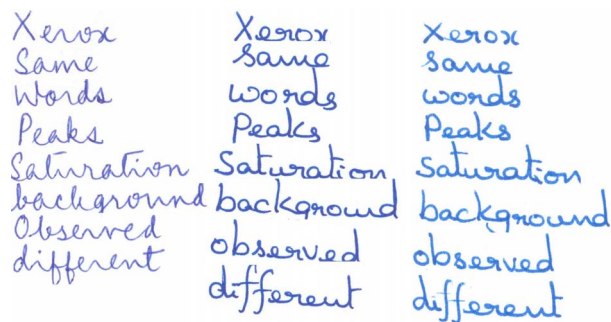 Xerox
Same
Words
Peaks
Saturation
background
Observed
different
Xerox
same
words
Peaks
Saturation
background
observed
different
Xerox
same
words
Peaks
saturation
background
observed
different